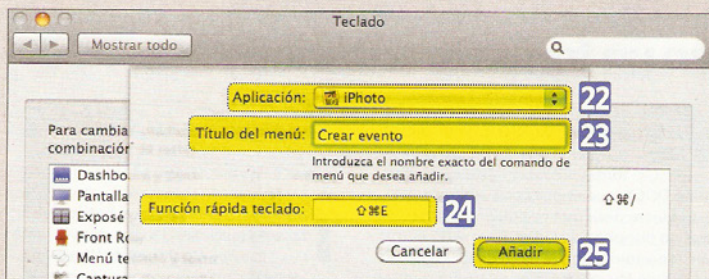 Teclado
Mostrar todo
Aplicación: iPhoto 22
Título del menú: Crear evento 23
Introduzca el nombre exacto del comando de
menú que desea añadir.
Función rápida teclado: ⇧⌘E 24
Cancelar Añadir 25
Para cambia
combinación
Dashbo
Pantalla
Exposé
⇧⌘/
Front Ro
Menú te
Captura